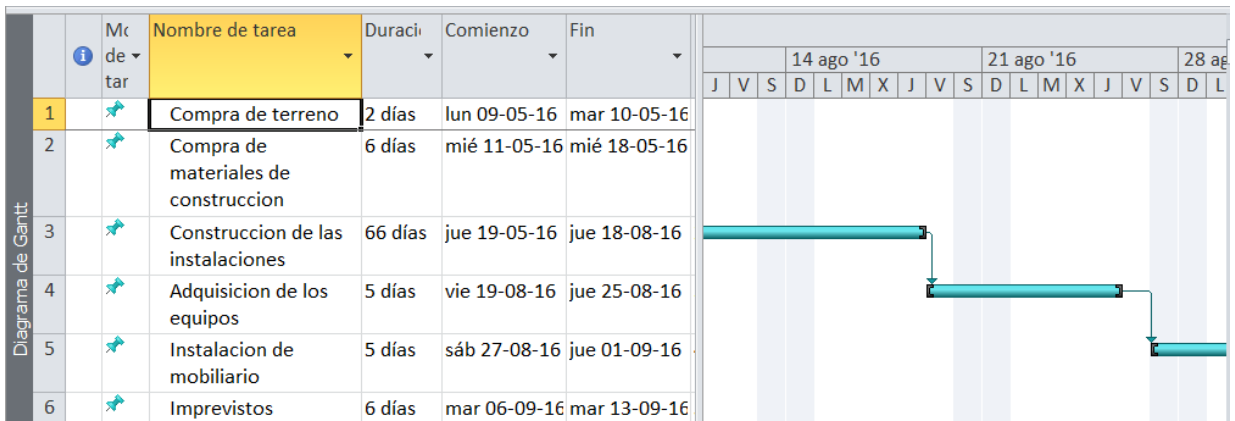 Diagrama de Gantt
Mc
de
tar
Nombre de tarea
Duraci
Comienzo
Fin
14 ago '16
21 ago '16
28 ag
J V S D L M X J V S D L M X J V S D L
1 Compra de terreno 2 días lun 09-05-16 mar 10-05-16
2 Compra de 6 días mié 11-05-16 mié 18-05-16
materiales de
construccion
3 Construccion de las 66 días jue 19-05-16 jue 18-08-16
instalaciones
4 Adquisicion de los 5 días vie 19-08-16 jue 25-08-16
equipos
5 Instalacion de 5 días sáb 27-08-16 jue 01-09-16
mobiliario
6 Imprevistos 6 días mar 06-09-16 mar 13-09-16